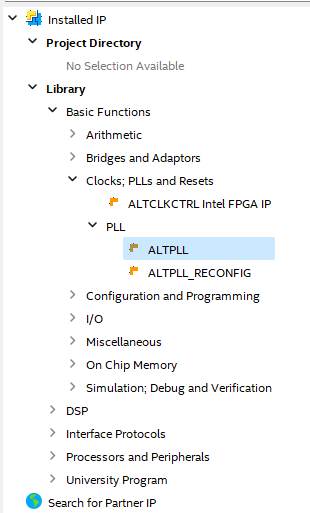 Installed IP
Project Directory
No Selection Available
Library
Basic Functions
Arithmetic
Bridges and Adaptors
Clocks; PLLs and Resets
ALTCLKCTRL Intel FPGA IP
PLL
ALTPLL
ALTPLL_RECONFIG
Configuration and Programming
I/O
Miscellaneous
On Chip Memory
Simulation; Debug and Verification
DSP
Interface Protocols
Processors and Peripherals
University Program
Search for Partner IP